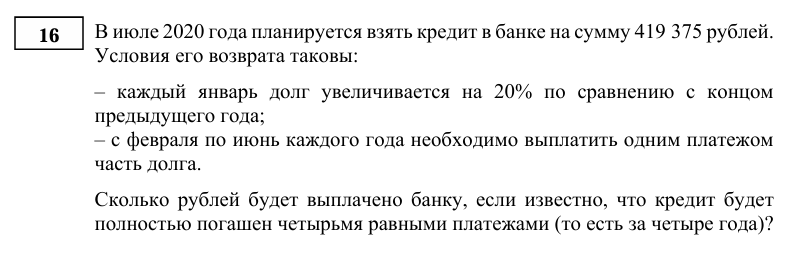 16
В июле 2020 года планируется взять кредит в банке на сумму 419 375 рублей.
Условия его возврата таковы:
– каждый январь долг увеличивается на 20% по сравнению с концом
предыдущего года;
– с февраля по июнь каждого года необходимо выплатить одним платежом
часть долга.
Сколько рублей будет выплачено банку, если известно, что кредит будет
полностью погашен четырьмя равными платежами (то есть за четыре года)?